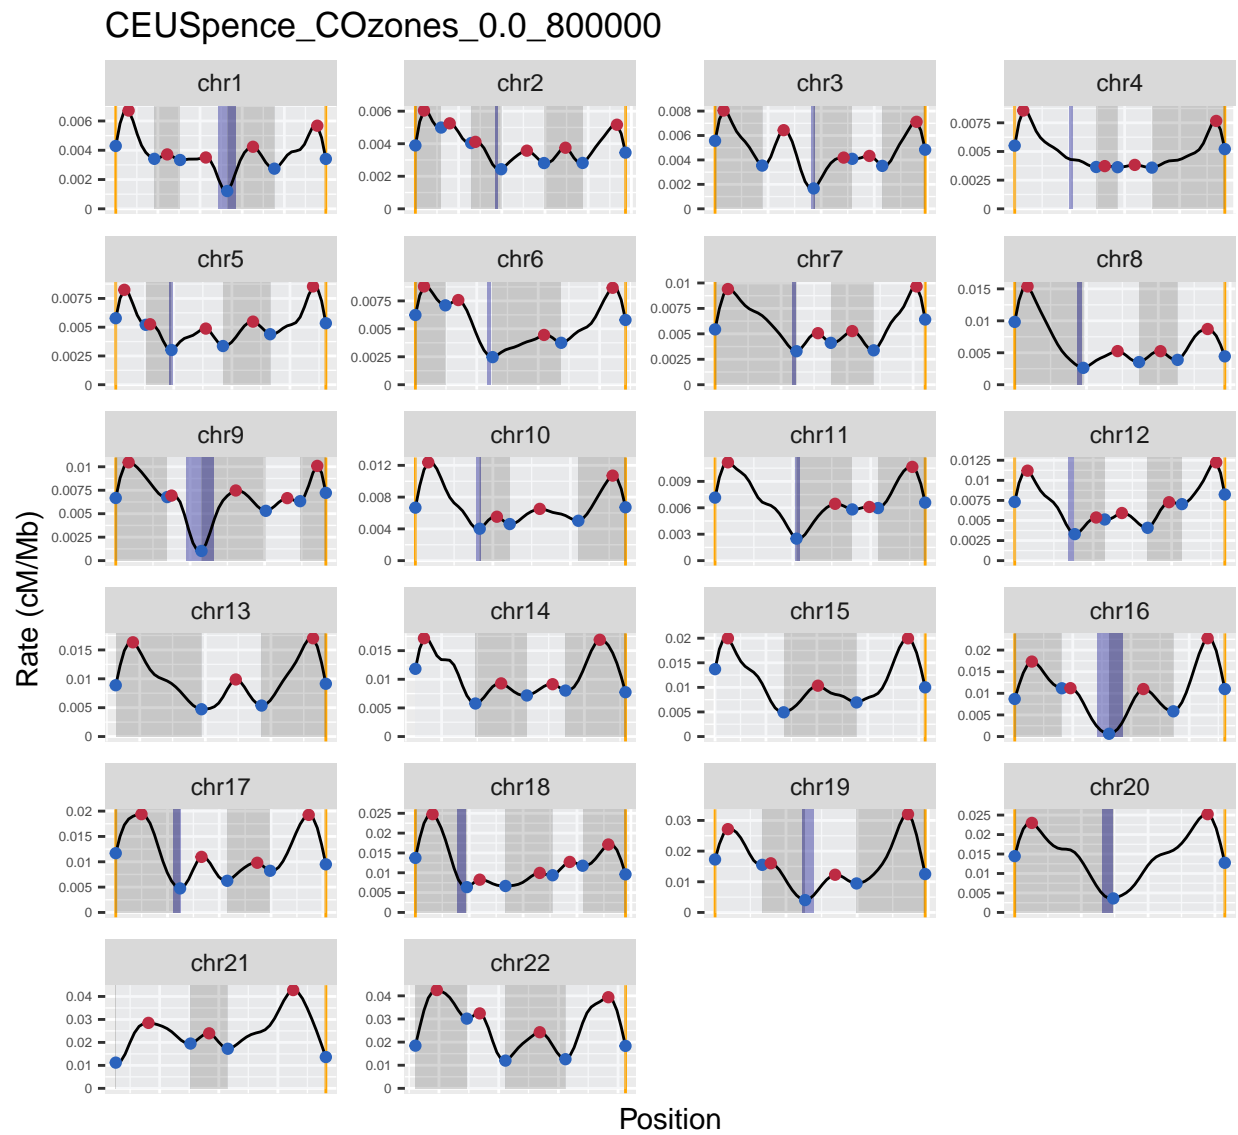 CEUSpence_COzones_0.0_800000
chr1 chr2 chr3 chr4
0.006 0.004 0.002 0
0.006 0.004 0.002 0
0.008 0.006 0.004 0.002 0
0.0075 0.005 0.0025 0
chr5 chr6 chr7 chr8
0.0075 0.005 0.0025 0
0.0075 0.005 0.0025 0
0.01 0.0075 0.005 0.0025 0
0.015 0.01 0.005 0
chr9 chr10 chr11 chr12
0.01 0.0075 0.005 0.0025 0
0.012 0.008 0.004 0
0.009 0.006 0.003 0
0.0125 0.01 0.0075 0.005 0.0025 0
chr13 chr14 chr15 chr16
0.015 0.01 0.005 0
0.015 0.01 0.005 0
0.02 0.015 0.01 0.005 0
0.02 0.015 0.01 0.005 0
chr17 chr18 chr19 chr20
0.02 0.015 0.01 0.005 0
0.025 0.02 0.015 0.01 0.005 0
0.03 0.02 0.01 0
0.025 0.02 0.015 0.01 0.005 0
chr21 chr22
0.04 0.03 0.02 0.01 0
0.04 0.03 0.02 0.01 0
Rate (cM/Mb)
Position